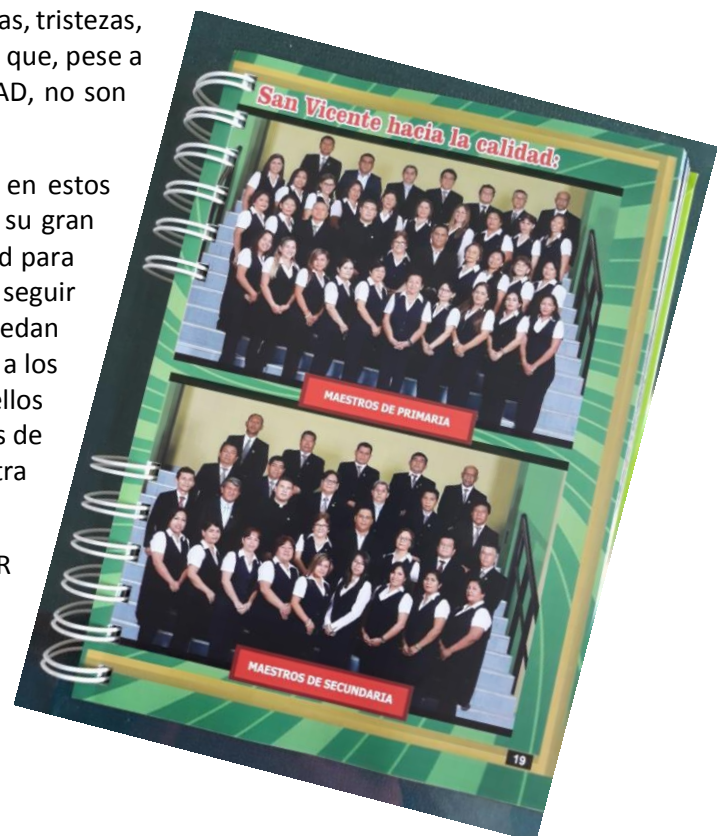 as, tristezas,
que, pese a
AD, no son
en estos
su gran
d para
seguir
edan
a los
llos
s de
tra
R
San Vicente hacia la calidad:
MAESTROS DE PRIMARIA
MAESTROS DE SECUNDARIA
19